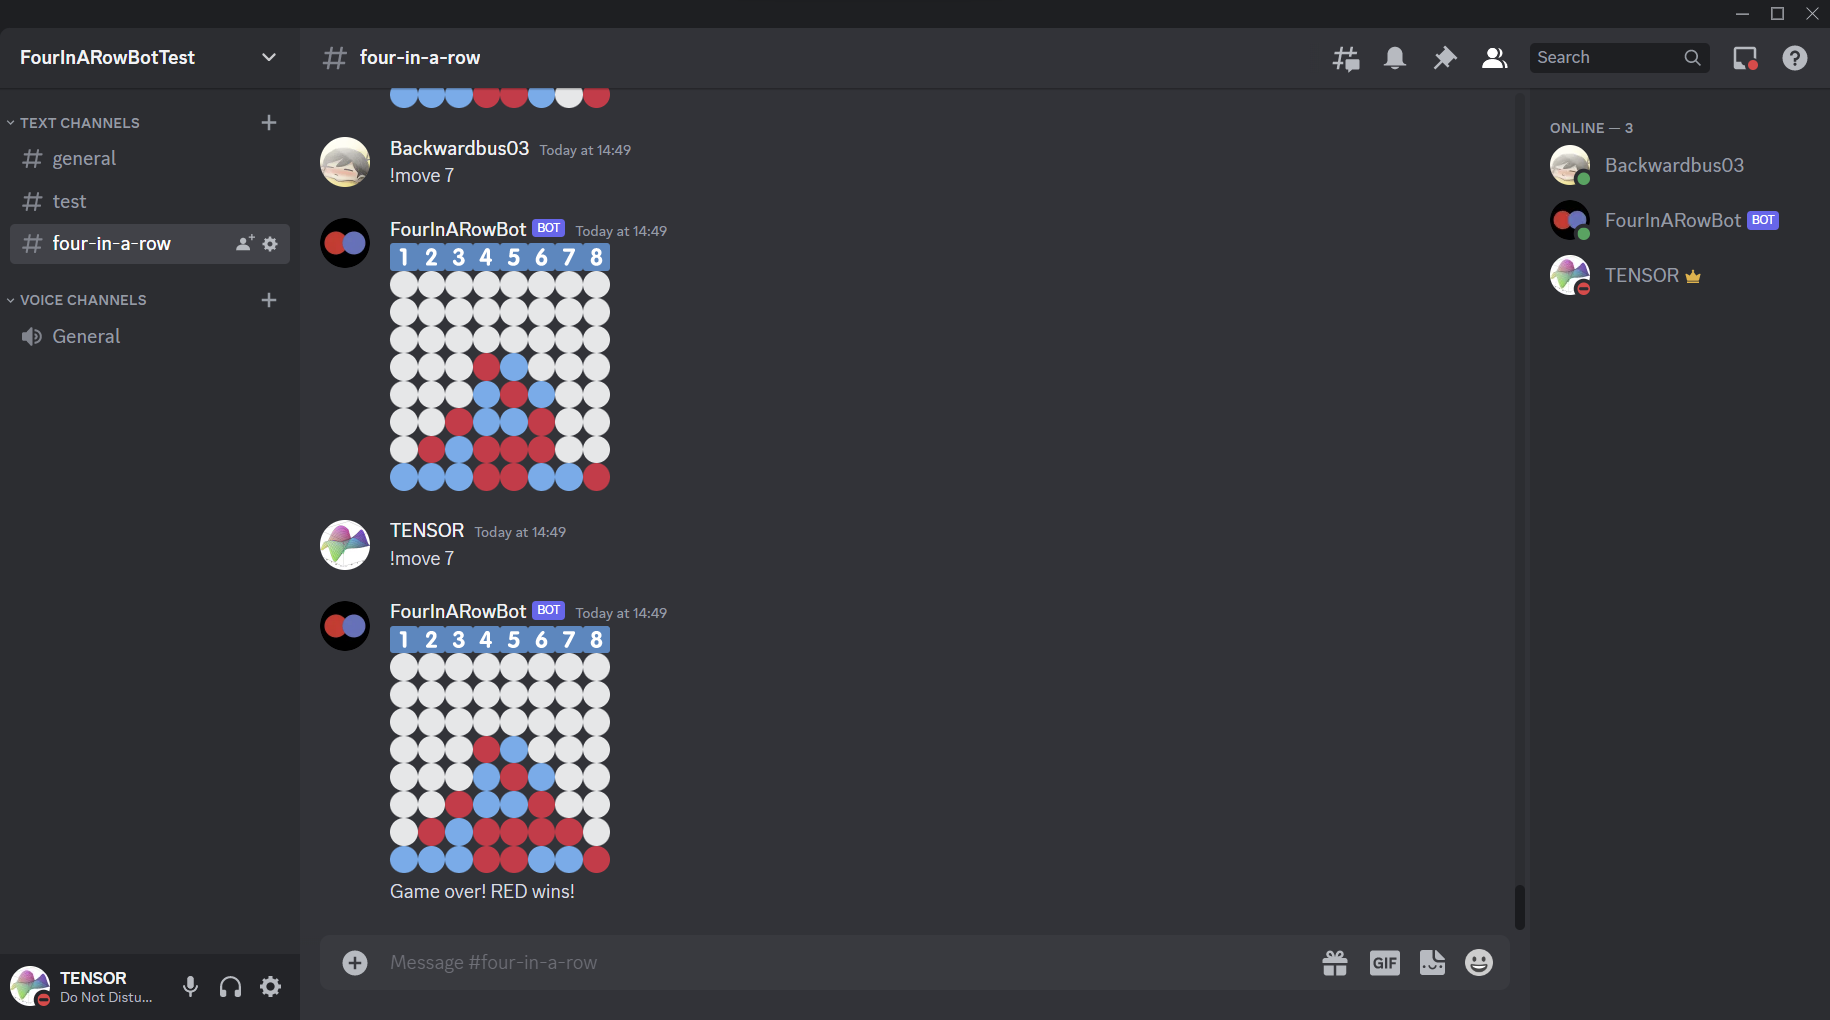 FourInARowBotTest
TEXT CHANNELS
general
test
four-in-a-row
VOICE CHANNELS
General
TENSOR
Do Not Distu...
four-in-a-row
Search
Backwardbus03 Today at 14:49
!move 7
FourInARowBot BOT Today at 14:49
1 2 3 4 5 6 7 8
TENSOR Today at 14:49
!move 7
FourInARowBot BOT Today at 14:49
1 2 3 4 5 6 7 8
Game over! RED wins!
Message #four-in-a-row
GIF
ONLINE — 3
Backwardbus03
FourInARowBot BOT
TENSOR